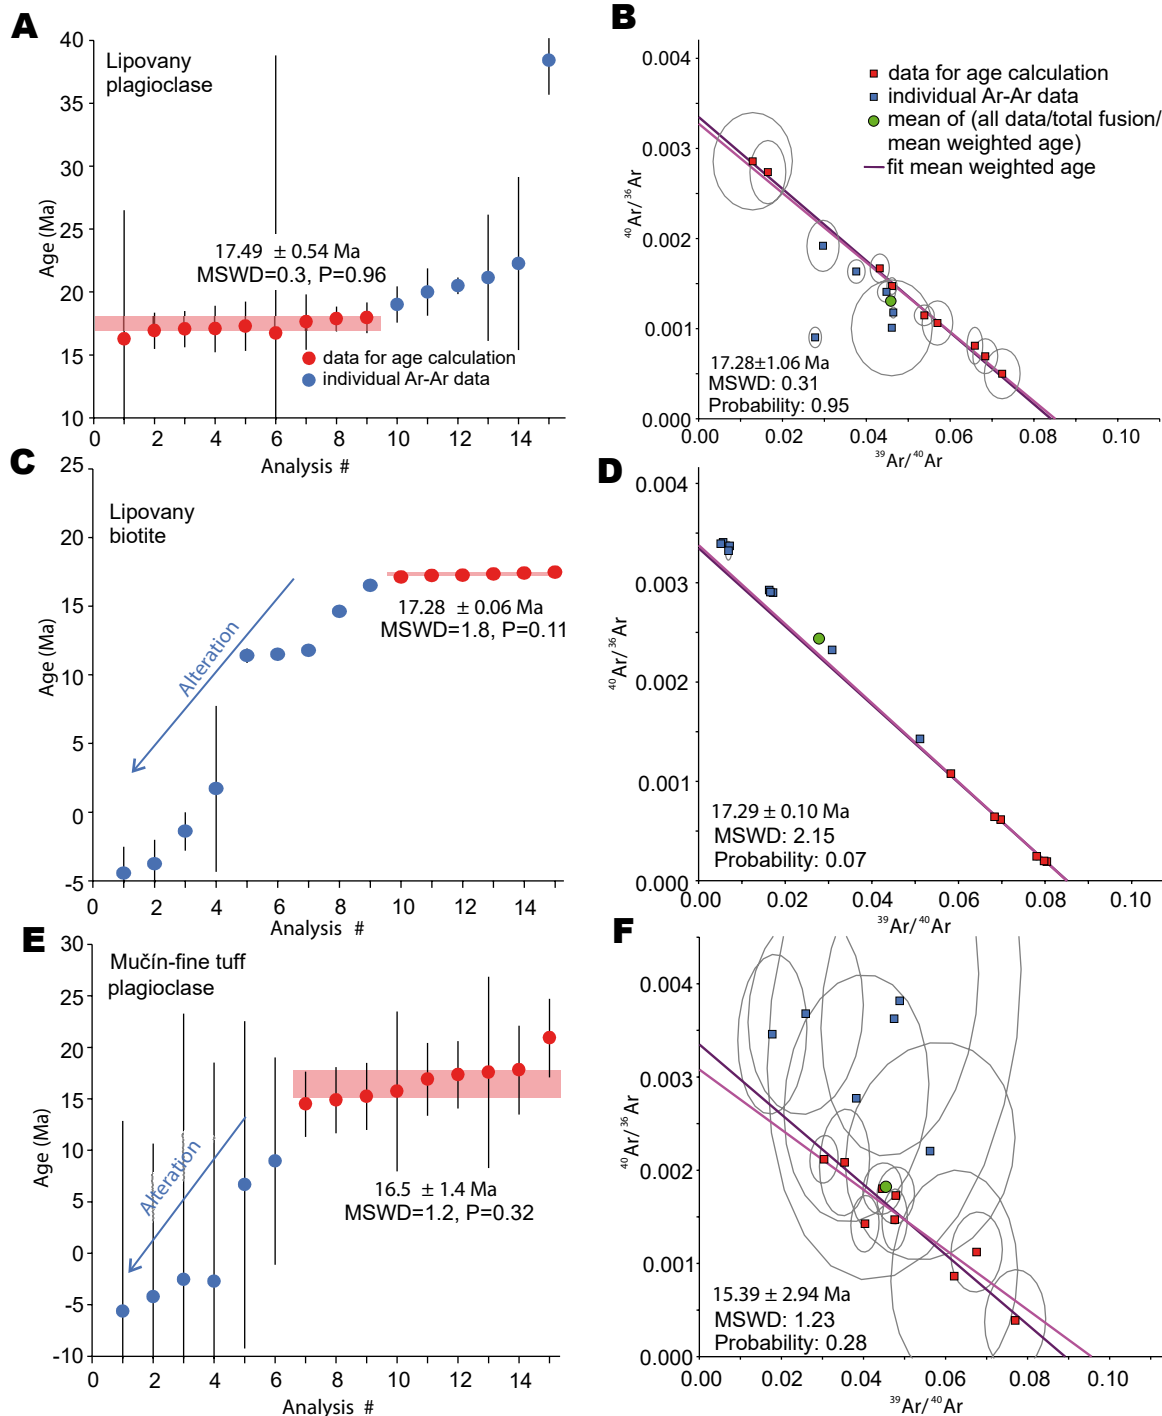 A
40
35
30
25
20
15
10
Age (Ma)
Lipovany
plagioclase
17.49 ± 0.54 Ma
MSWD=0.3, P=0.96
data for age calculation
individual Ar-Ar data
0 2 4 6 8 10 12 14
Analysis #
B
0.004
0.003
0.002
0.001
0.000
40Ar/36Ar
data for age calculation
individual Ar-Ar data
mean of (all data/total fusion/
mean weighted age)
fit mean weighted age
17.28±1.06 Ma
MSWD: 0.31
Probability: 0.95
0.00 0.02 0.04 0.06 0.08 0.10
39Ar/40Ar
C
25
20
15
10
5
0
-5
Age (Ma)
Lipovany
biotite
Alteration
17.28 ± 0.06 Ma
MSWD=1.8, P=0.11
0 2 4 6 8 10 12 14
Analysis #
D
0.004
0.003
0.002
0.001
0.000
40Ar/36Ar
17.29 ± 0.10 Ma
MSWD: 2.15
Probability: 0.07
0.00 0.02 0.04 0.06 0.08 0.10
39Ar/40Ar
E
30
25
20
15
10
5
0
-5
-10
Age (Ma)
Mučín-fine tuff
plagioclase
Alteration
16.5 ± 1.4 Ma
MSWD=1.2, P=0.32
0 2 4 6 8 10 12 14
Analysis #
F
0.004
0.003
0.002
0.001
0.000
40Ar/36Ar
15.39 ± 2.94 Ma
MSWD: 1.23
Probability: 0.28
0.00 0.02 0.04 0.06 0.08 0.10
39Ar/40Ar